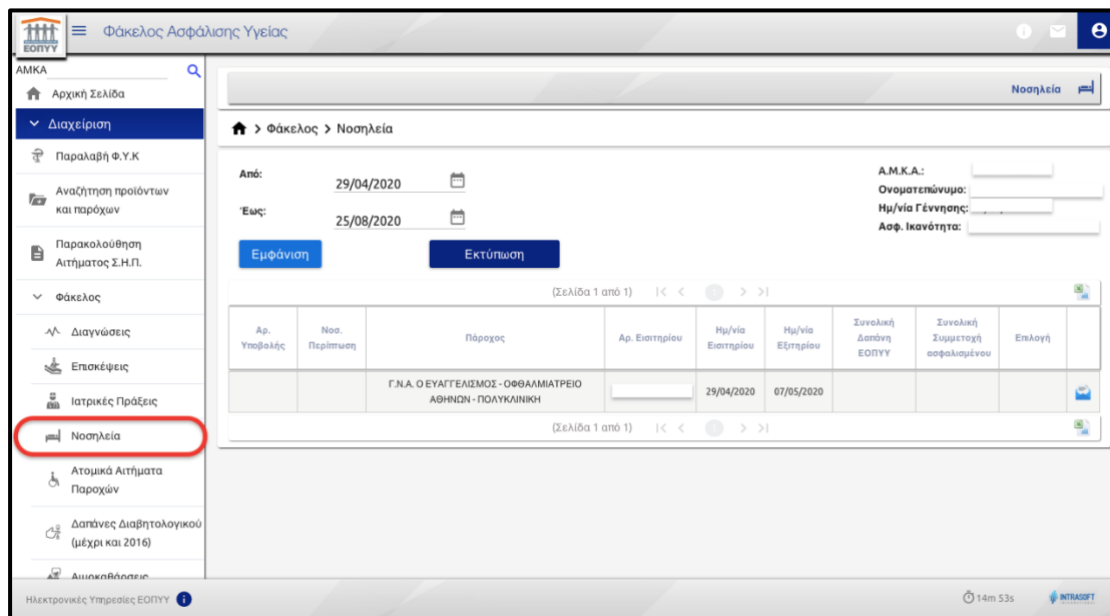 ΕΟΠΥΥ
Φάκελος Ασφάλισης Υγείας
ΑΜΚΑ
Αρχική Σελίδα
Διαχείριση
Παραλαβή Φ.Υ.Κ
Αναζήτηση προϊόντων
και παρόχων
Παρακολούθηση
Αιτήματος Σ.Η.Π.
Φάκελος
Διαγνώσεις
Επισκέψεις
Ιατρικές Πράξεις
Νοσηλεία
Ατομικά Αιτήματα
Παροχών
Δαπάνες Διαβητολογικού
(μέχρι και 2016)
Αιμοκαθάρσεις
Νοσηλεία
> Φάκελος > Νοσηλεία
Από:
29/04/2020
Έως:
25/08/2020
Α.Μ.Κ.Α.:
Ονοματεπώνυμο:
Ημ/νία Γέννησης:
Ασφ. Ικανότητα:
Εμφάνιση
Εκτύπωση
(Σελίδα 1 από 1) |< < 1 > >|
Αρ.
Υποβολής
Νοσ.
Περίπτωση
Πάροχος
Αρ. Εισιτηρίου
Ημ/νία
Εισιτηρίου
Ημ/νία
Εξιτηρίου
Συνολική
Δαπάνη
ΕΟΠΥΥ
Συνολική
Συμμετοχή
ασφαλισμένου
Επιλογή
Γ.Ν.Α. Ο ΕΥΑΓΓΕΛΙΣΜΟΣ - ΟΦΘΑΛΜΙΑΤΡΕΙΟ
ΑΘΗΝΩΝ - ΠΟΛΥΚΛΙΝΙΚΗ
29/04/2020
07/05/2020
(Σελίδα 1 από 1) |< < 1 > >|
Ηλεκτρονικές Υπηρεσίες ΕΟΠΥΥ
14m 53s
INTRASOFT